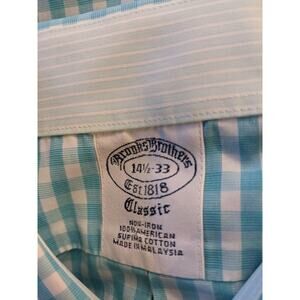 Brooks Brothers
14½-33
Est 1818
Classic
NON-IRON
100% AMERICAN
SUPIMA COTTON
MADE IN MALAYSIA